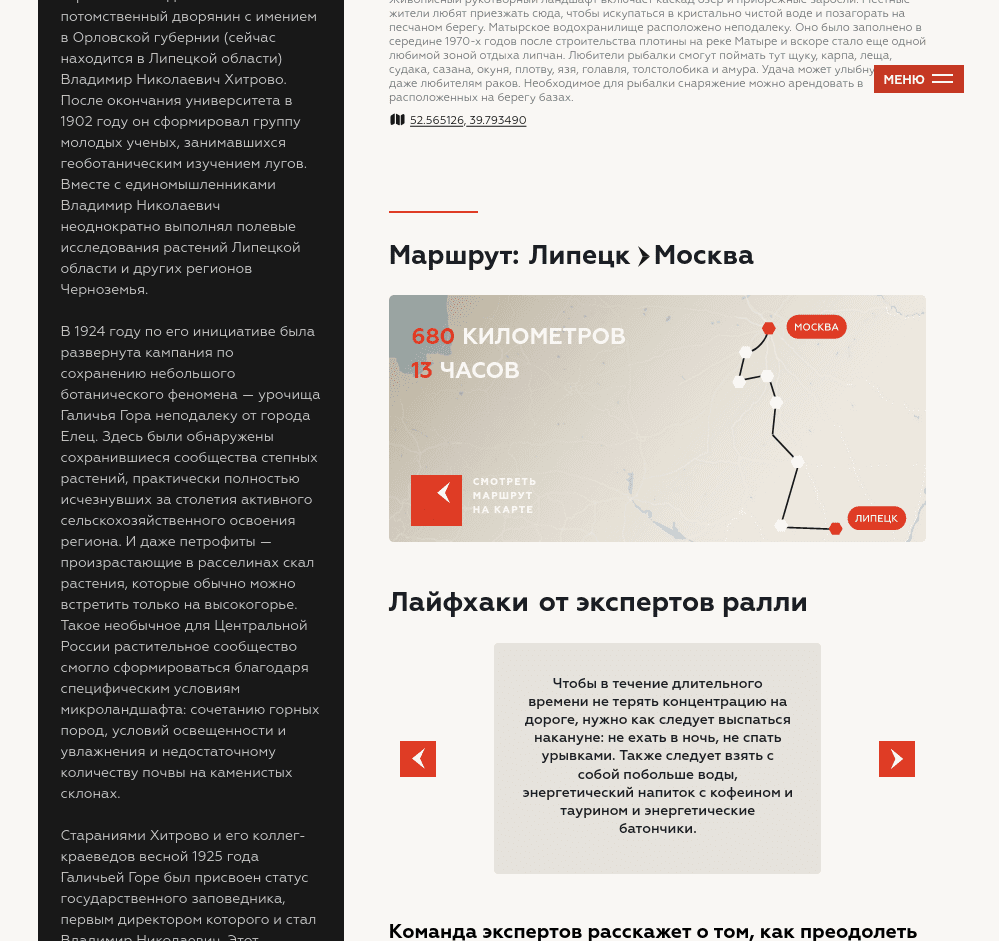 потомственный дворянин с имением
в Орловской губернии (сейчас
находится в Липецкой области)
Владимир Николаевич Хитрово.
После окончания университета в
1902 году он сформировал группу
молодых ученых, занимавшихся
геоботаническим изучением лугов.
Вместе с единомышленниками
Владимир Николаевич
неоднократно выполнял полевые
исследования растений Липецкой
области и других регионов
Черноземья.
В 1924 году по его инициативе была
развернута кампания по
сохранению небольшого
ботанического феномена — урочища
Галичья Гора неподалеку от города
Елец. Здесь были обнаружены
сохранившиеся сообщества степных
растений, практически полностью
исчезнувших за столетия активного
сельскохозяйственного освоения
региона. И даже петрофиты —
произрастающие в расселинах скал
растения, которые обычно можно
встретить только на высокогорье.
Такое необычное для Центральной
России растительное сообщество
смогло сформироваться благодаря
специфическим условиям
микроландшафта: сочетанию горных
пород, условий освещенности и
увлажнения и недостаточному
количеству почвы на каменистых
склонах.
Стараниями Хитрово и его коллег-
краеведов весной 1925 года
Галичьей Горе был присвоен статус
государственного заповедника,
первым директором которого и стал
Владимир Николаевич. Этот
Живописный рукотворный ландшафт включает каскад озер и прибрежные заросли. Местные
жители любят приезжать сюда, чтобы искупаться в кристально чистой воде и позагорать на
песчаном берегу. Матырское водохранилище расположено неподалеку. Оно было заполнено в
середине 1970-х годов после строительства плотины на реке Матыре и вскоре стало еще одной
любимой зоной отдыха липчан. Любители рыбалки смогут поймать тут щуку, карпа, леща,
судака, сазана, окуня, плотву, язя, голавля, толстолобика и амура. Удача может улыбну
даже любителям раков. Необходимое для рыбалки снаряжение можно арендовать в
расположенных на берегу базах.
МЕНЮ
52.565126, 39.793490
Маршрут: Липецк Москва
680 КИЛОМЕТРОВ
13 ЧАСОВ
МОСКВА
СМОТРЕТЬ
МАРШРУТ
НА КАРТЕ
ЛИПЕЦК
Лайфхаки от экспертов ралли
Чтобы в течение длительного
времени не терять концентрацию на
дороге, нужно как следует выспаться
накануне: не ехать в ночь, не спать
урывками. Также следует взять с
собой побольше воды,
энергетический напиток с кофеином и
таурином и энергетические
батончики.
Команда экспертов расскажет о том, как преодолеть